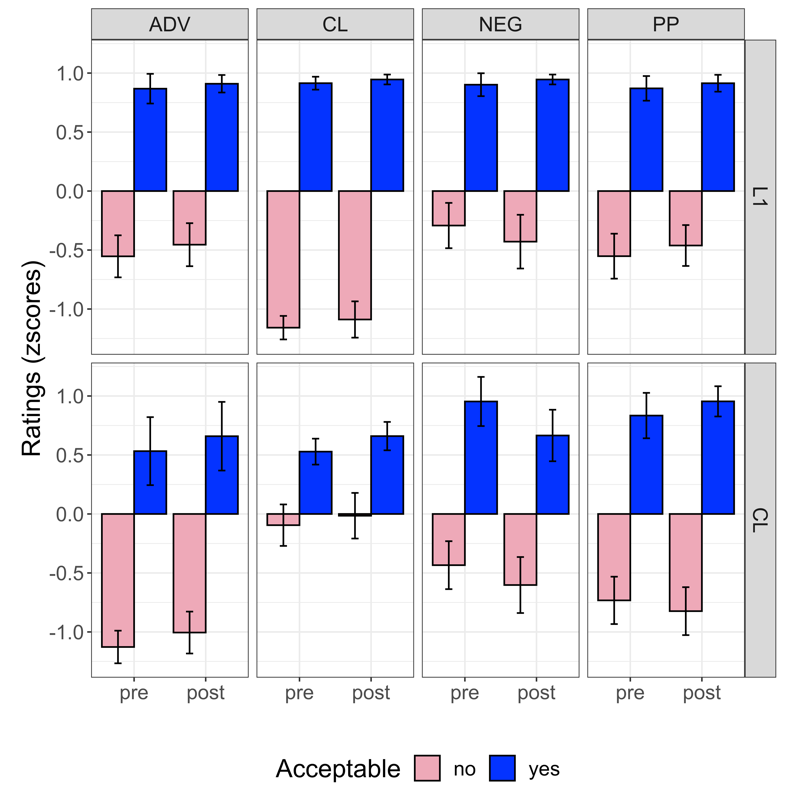 ADV CL NEG PP
1.0
0.5
0.0
-0.5
-1.0
L1
Ratings (zscores)
1.0
0.5
0.0
-0.5
-1.0
CL
pre post pre post pre post pre post
Acceptable no yes